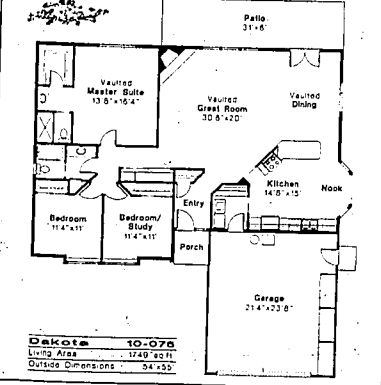 Patio
31'x6'
Vaulted
Master Suite
13'8"x16'4"
Vaulted
Great Room
30'8"x20'
Vaulted
Dining
Kitchen
14'8"x15'
Nook
Bedroom
11'4"x11'
Bedroom/
Study
11'4"x11'
Entry
Porch
Garage
21'4"x23'8"
Dakota 10-076
Living Area 1740 sq ft
Outside Dimensions 54'x55'